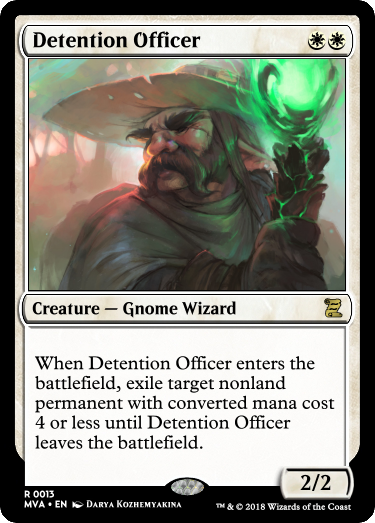 Detention Officer
Creature — Gnome Wizard
When Detention Officer enters the
battlefield, exile target nonland
permanent with converted mana cost
4 or less until Detention Officer
leaves the battlefield.
2/2
R 0013
MVA • EN DARYA KOZHEMYAKINA
™ & © 2018 Wizards of the Coast